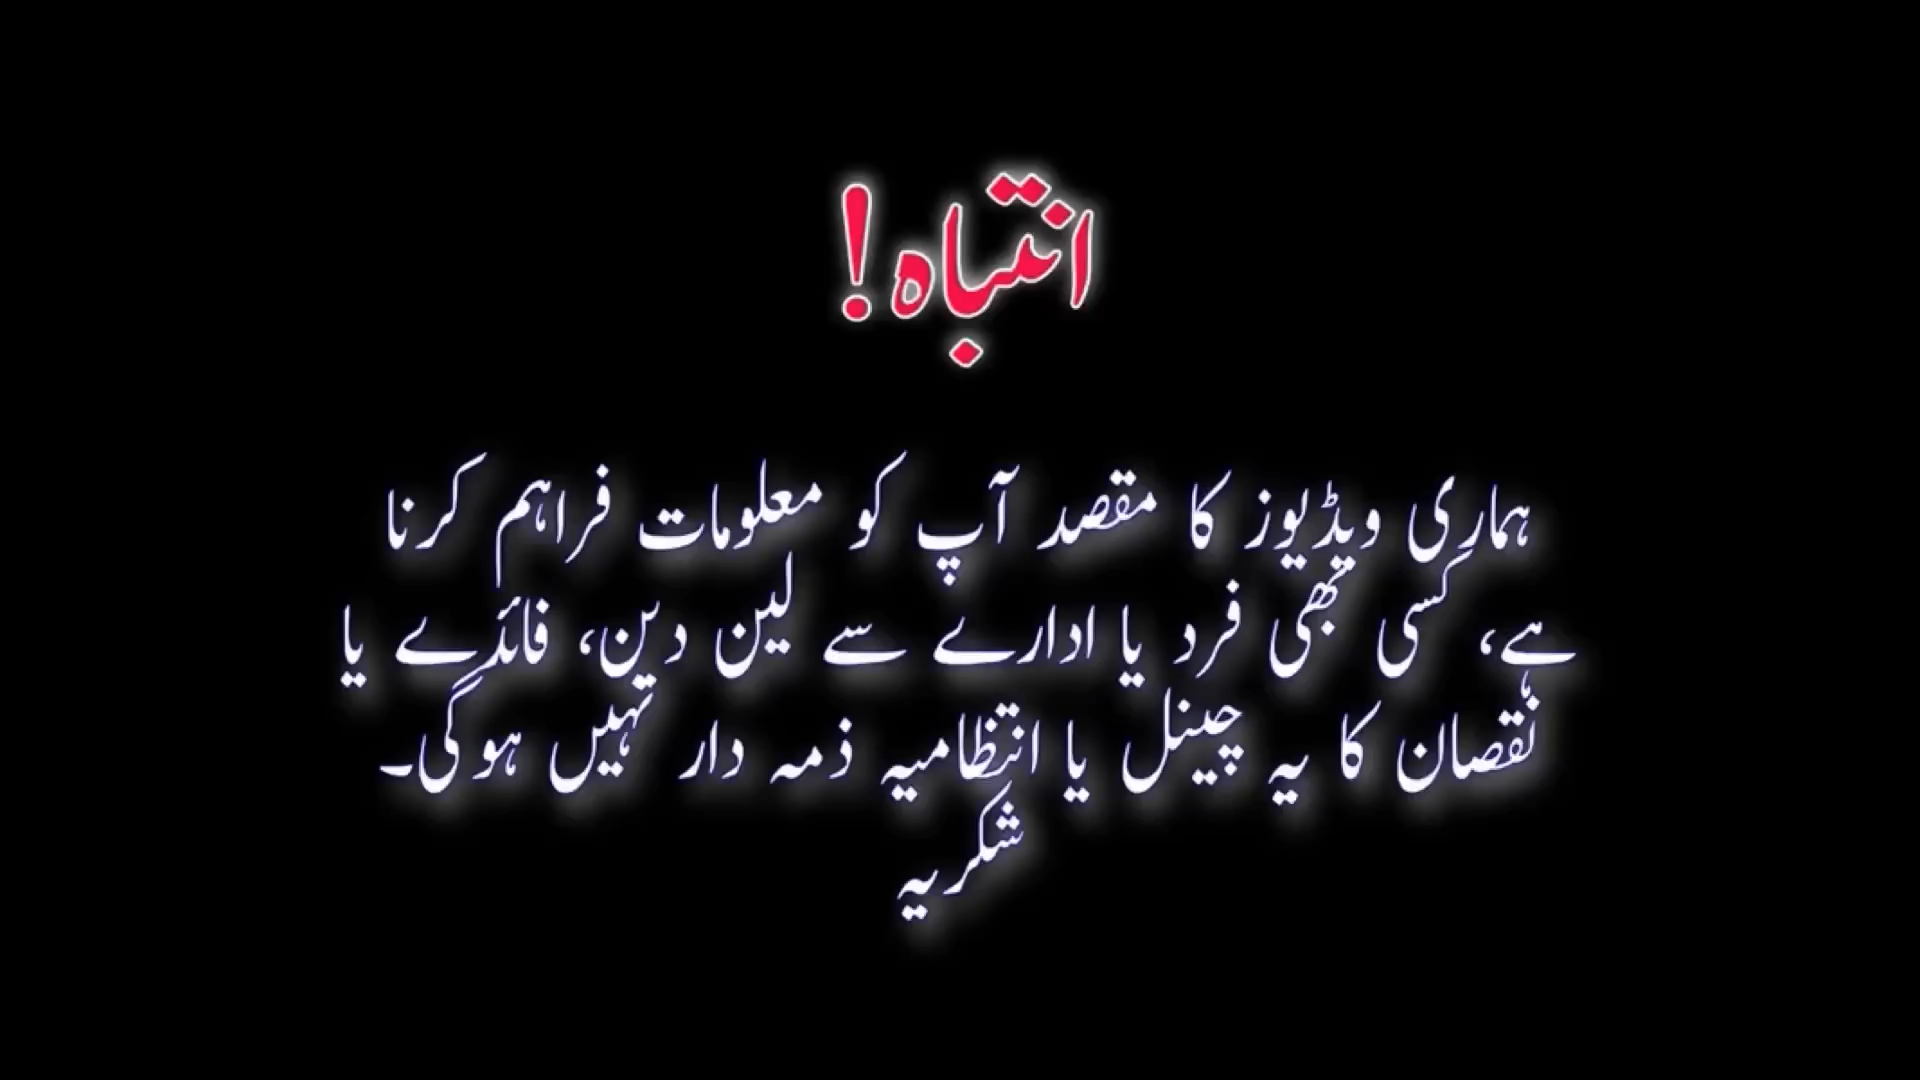 انتباہ!
ہماری ویڈیوز کا مقصد آپ کو معلومات فراہم کرنا
ہے، کسی بھی فرد یا ادارے سے لین دین، فائدے یا
نقصان کا یہ چینل یا انتظامیہ ذمہ دار نہیں ہوگی۔
شکریہ